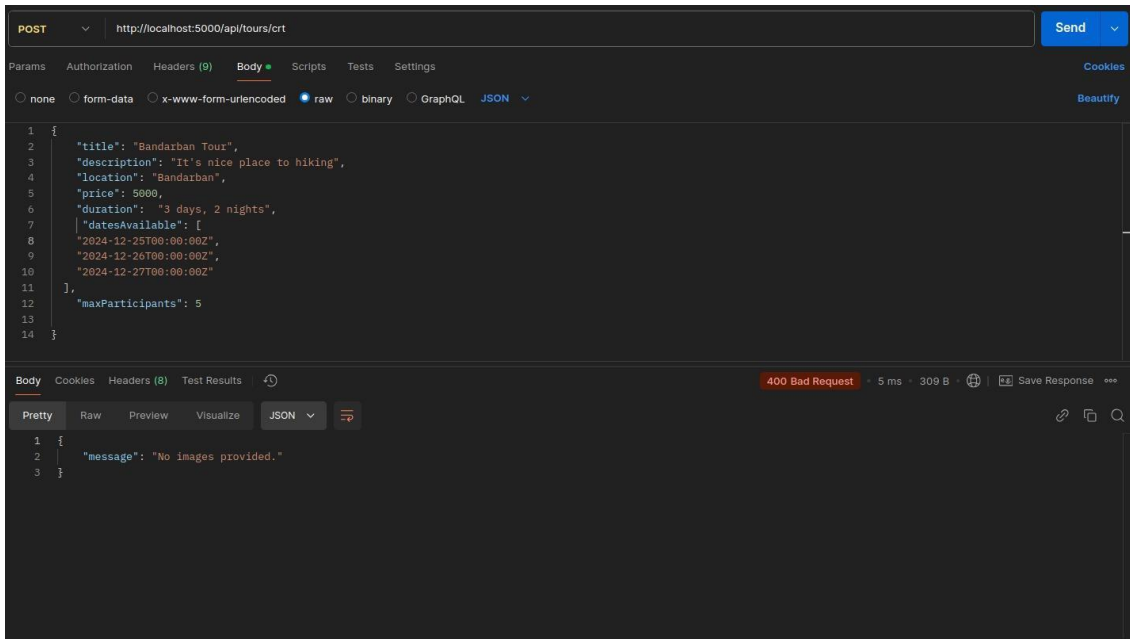 POST http://localhost:5000/api/tours/crt Send
Params Authorization Headers (9) Body Scripts Tests Settings Cookies
none form-data x-www-form-urlencoded raw binary GraphQL JSON Beautify
1 {
2 "title": "Bandarban Tour",
3 "description": "It's nice place to hiking",
4 "location": "Bandarban",
5 "price": 5000,
6 "duration": "3 days, 2 nights",
7 "datesAvailable": [
8 "2024-12-25T00:00:00Z",
9 "2024-12-26T00:00:00Z",
10 "2024-12-27T00:00:00Z"
11 ],
12 "maxParticipants": 5
13
14 }
Body Cookies Headers (8) Test Results 400 Bad Request 5 ms 309 B Save Response
Pretty Raw Preview Visualize JSON
1 {
2 "message": "No images provided."
3 }